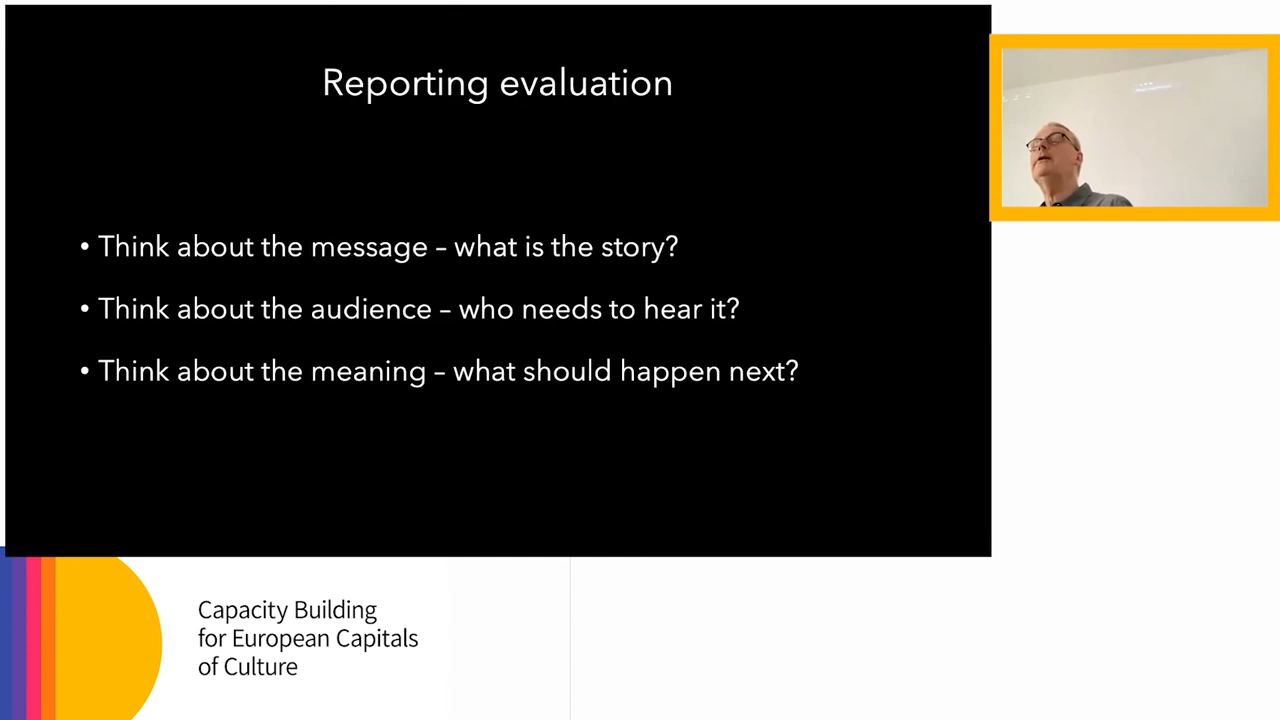 Reporting evaluation
• Think about the message – what is the story?
• Think about the audience – who needs to hear it?
• Think about the meaning – what should happen next?
Capacity Building
for European Capitals
of Culture